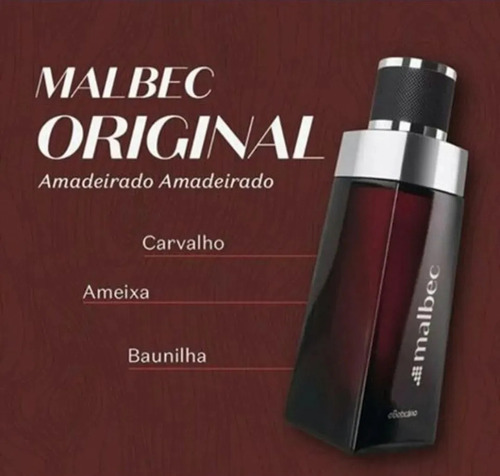 MALBEC
ORIGINAL
Amadeirado Amadeirado
Carvalho
Ameixa
Baunilha
malbec
oBoticário